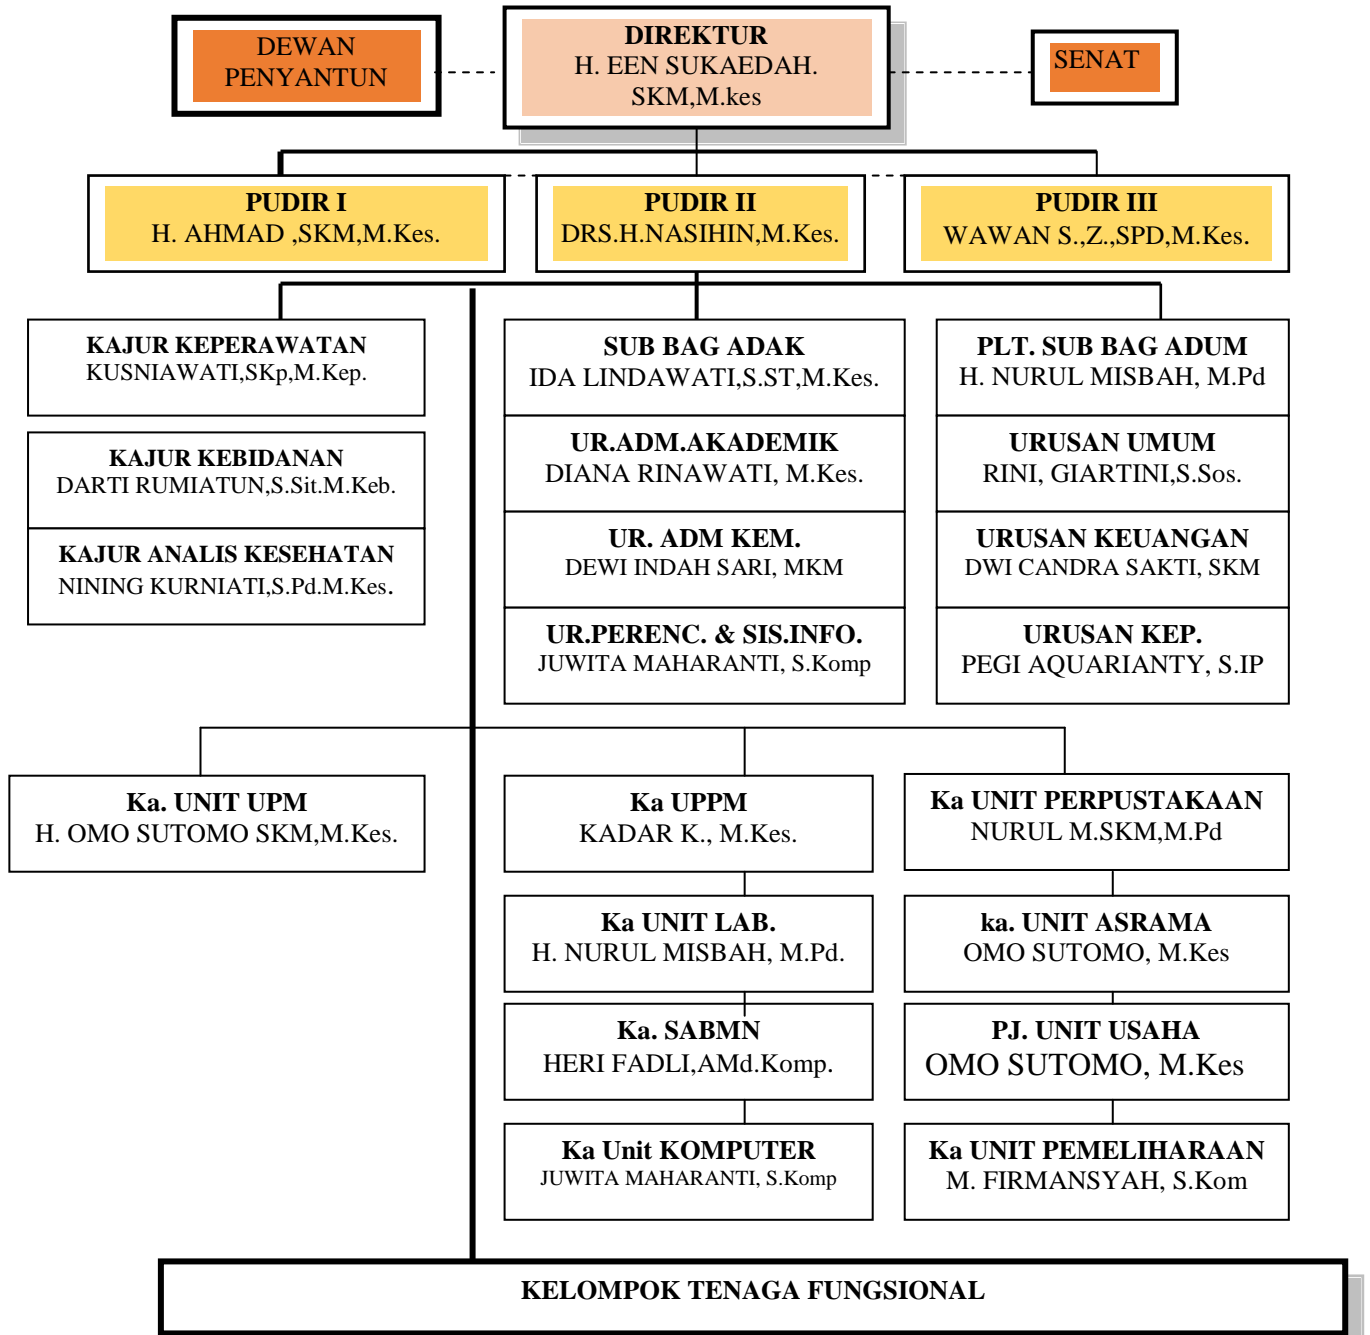 DEWAN
PENYANTUN
DIREKTUR
H. EEN SUKAEDAH.
SKM,M.kes
SENAT
PUDIR I
H. AHMAD ,SKM,M.Kes.
PUDIR II
DRS.H.NASIHIN,M.Kes.
PUDIR III
WAWAN S.,Z.,SPD,M.Kes.
KAJUR KEPERAWATAN
KUSNIAWATI,SKp,M.Kep.
KAJUR KEBIDANAN
DARTI RUMIATUN,S.Sit.M.Keb.
KAJUR ANALIS KESEHATAN
NINING KURNIATI,S.Pd.M.Kes.
SUB BAG ADAK
IDA LINDAWATI,S.ST,M.Kes.
UR.ADM.AKADEMIK
DIANA RINAWATI, M.Kes.
UR. ADM KEM.
DEWI INDAH SARI, MKM
UR.PERENC. & SIS.INFO.
JUWITA MAHARANTI, S.Komp
PLT. SUB BAG ADUM
H. NURUL MISBAH, M.Pd
URUSAN UMUM
RINI, GIARTINI,S.Sos.
URUSAN KEUANGAN
DWI CANDRA SAKTI, SKM
URUSAN KEP.
PEGI AQUARIANTY, S.IP
Ka. UNIT UPM
H. OMO SUTOMO SKM,M.Kes.
Ka UPPM
KADAR K., M.Kes.
Ka UNIT LAB.
H. NURUL MISBAH, M.Pd.
Ka. SABMN
HERI FADLI,AMd.Komp.
Ka Unit KOMPUTER
JUWITA MAHARANTI, S.Komp
Ka UNIT PERPUSTAKAAN
NURUL M.SKM,M.Pd
ka. UNIT ASRAMA
OMO SUTOMO, M.Kes
PJ. UNIT USAHA
OMO SUTOMO, M.Kes
Ka UNIT PEMELIHARAAN
M. FIRMANSYAH, S.Kom
KELOMPOK TENAGA FUNGSIONAL